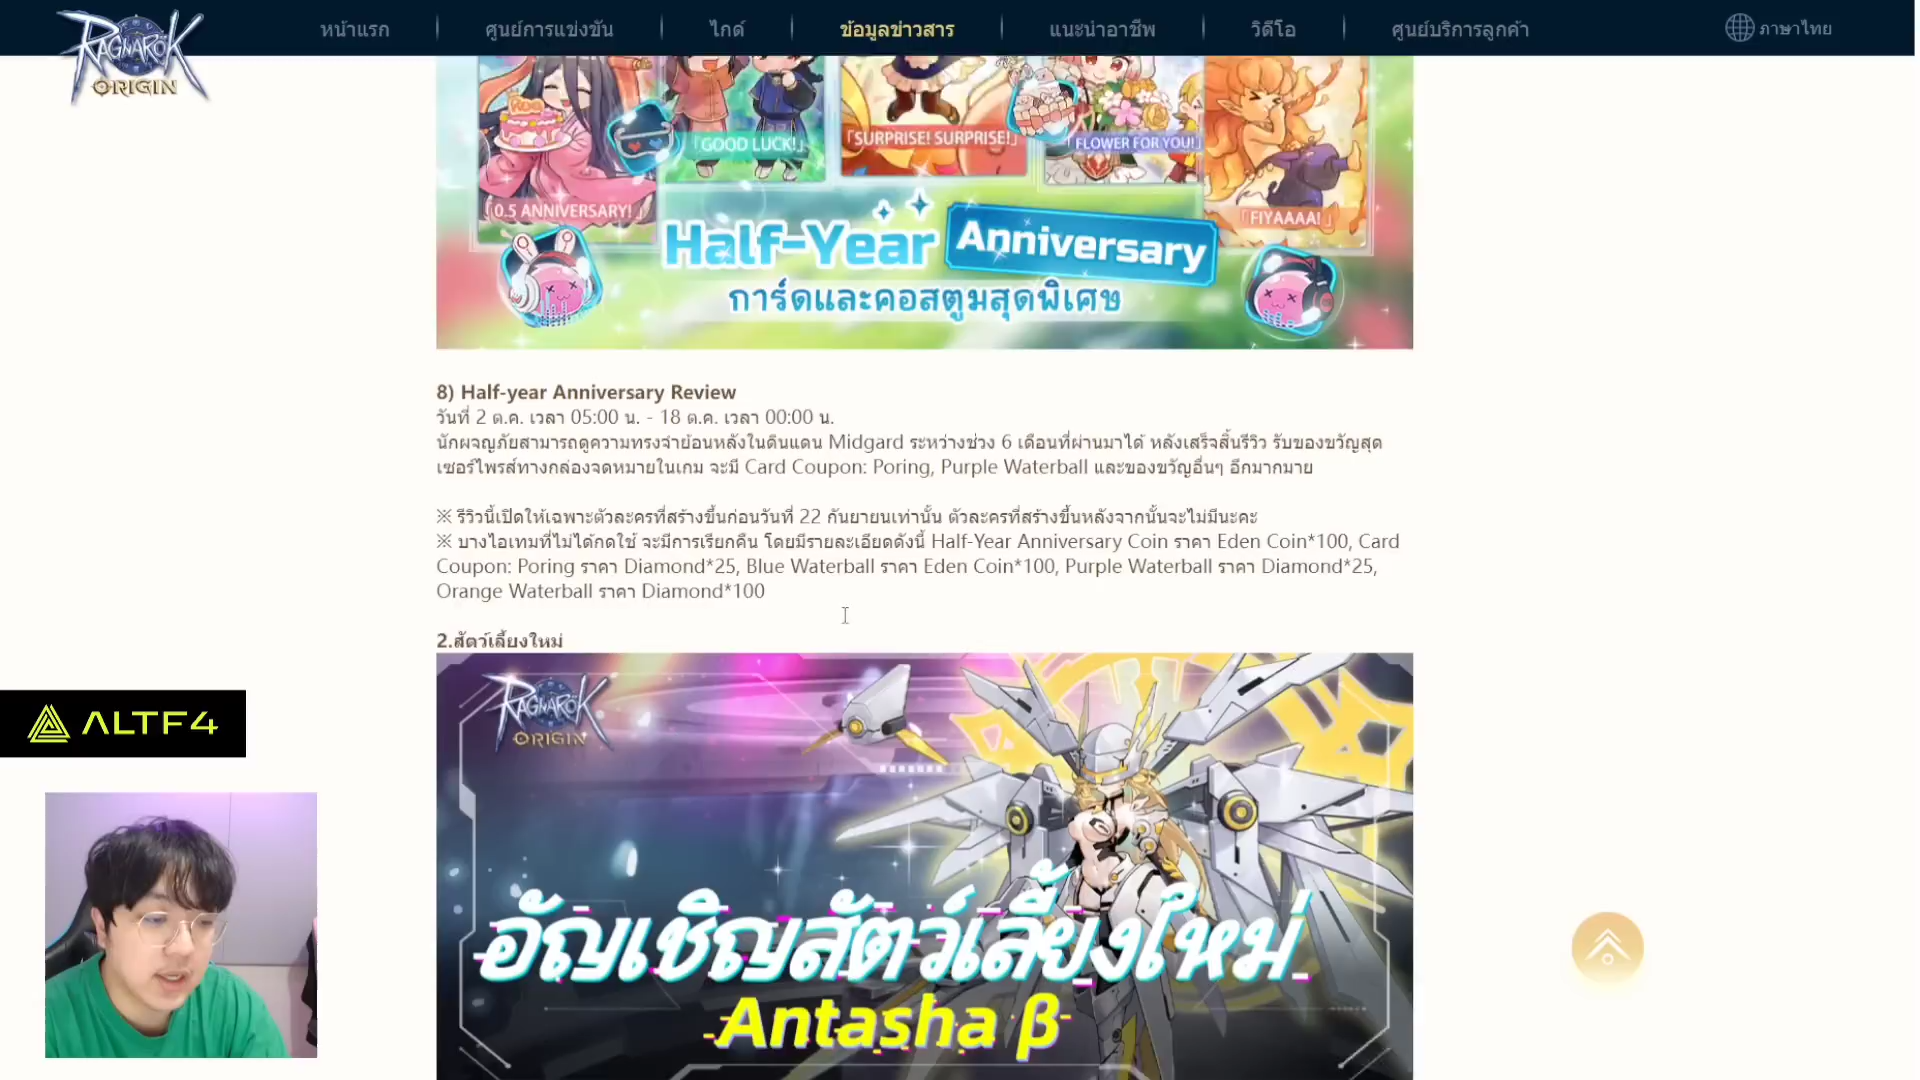 RAGNAROK
ORIGIN
หน้าแรก
ศูนย์การแข่งขัน
ไกด์
ข้อมูลข่าวสาร
แนะนำอาชีพ
วิดีโอ
ศูนย์บริการลูกค้า
ภาษาไทย
「GOOD LUCK!」
「SURPRISE! SURPRISE!」
「FLOWER FOR YOU!」
「0.5 ANNIVERSARY!」
「FIYAAAA!」
Half-Year Anniversary
การ์ดและคอสตูมสุดพิเศษ
8) Half-year Anniversary Review
วันที่ 2 ต.ค. เวลา 05:00 น. - 18 ต.ค. เวลา 00:00 น.
นักผจญภัยสามารถดูความทรงจำย้อนหลังในดินแดน Midgard ระหว่างช่วง 6 เดือนที่ผ่านมาได้ หลังเสร็จสิ้นรีวิว รับของขวัญสุด
เซอร์ไพรส์ทางกล่องจดหมายในเกม จะมี Card Coupon: Poring, Purple Waterball และของขวัญอื่นๆ อีกมากมาย
※ รีวิวนี้เปิดให้เฉพาะตัวละครที่สร้างขึ้นก่อนวันที่ 22 กันยายนเท่านั้น ตัวละครที่สร้างขึ้นหลังจากนั้นจะไม่มีนะคะ
※ บางไอเทมที่ไม่ได้กดใช้ จะมีการเรียกคืน โดยมีรายละเอียดดังนี้ Half-Year Anniversary Coin ราคา Eden Coin*100, Card
Coupon: Poring ราคา Diamond*25, Blue Waterball ราคา Eden Coin*100, Purple Waterball ราคา Diamond*25,
Orange Waterball ราคา Diamond*100
2.สัตว์เลี้ยงใหม่
RAGNAROK
ORIGIN
ALTF4
อัญเชิญสัตว์เลี้ยงใหม่
Antasha β